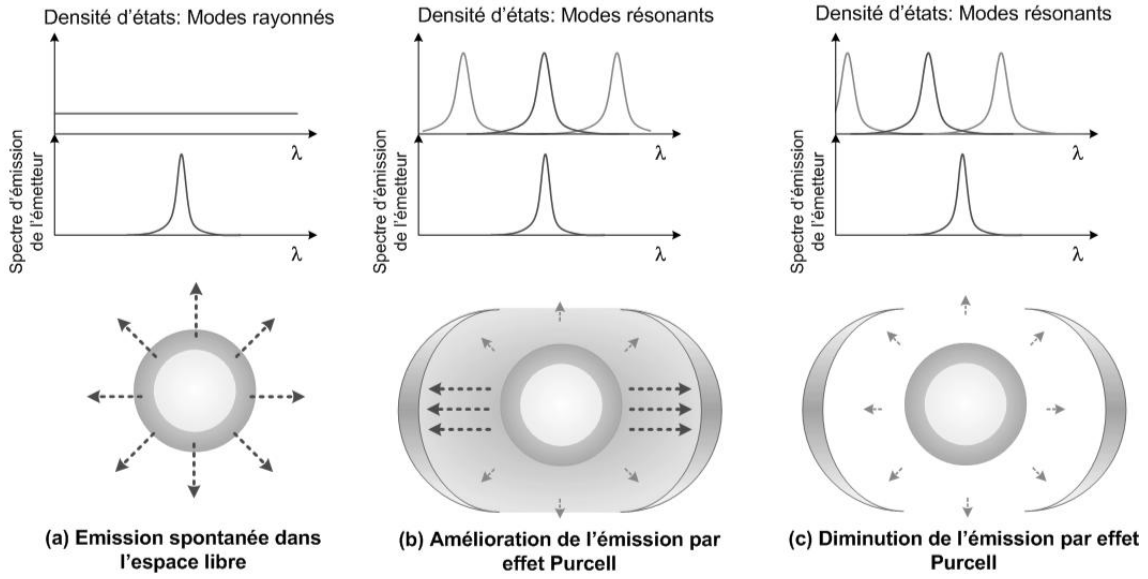 Densité d'états: Modes rayonnés
λ
Spectre d'émission
de l'émetteur
λ
(a) Emission spontanée dans
l'espace libre
Densité d'états: Modes résonants
λ
Spectre d'émission
de l'émetteur
λ
(b) Amélioration de l'émission par
effet Purcell
Densité d'états: Modes résonants
λ
Spectre d'émission
de l'émetteur
λ
(c) Diminution de l'émission par effet
Purcell